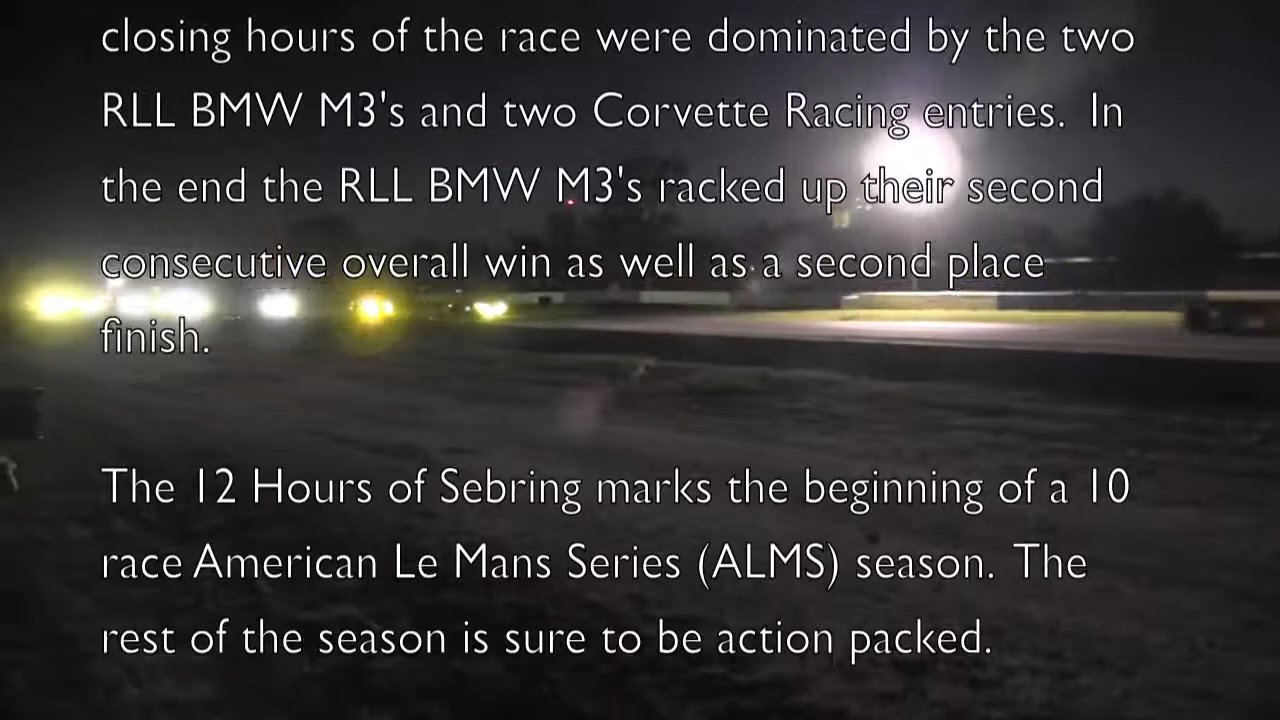 closing hours of the race were dominated by the two
RLL BMW M3's and two Corvette Racing entries.  In
the end the RLL BMW M3's racked up their second
consecutive overall win as well as a second place
finish.
The 12 Hours of Sebring marks the beginning of a 10
race American Le Mans Series (ALMS) season.  The
rest of the season is sure to be action packed.